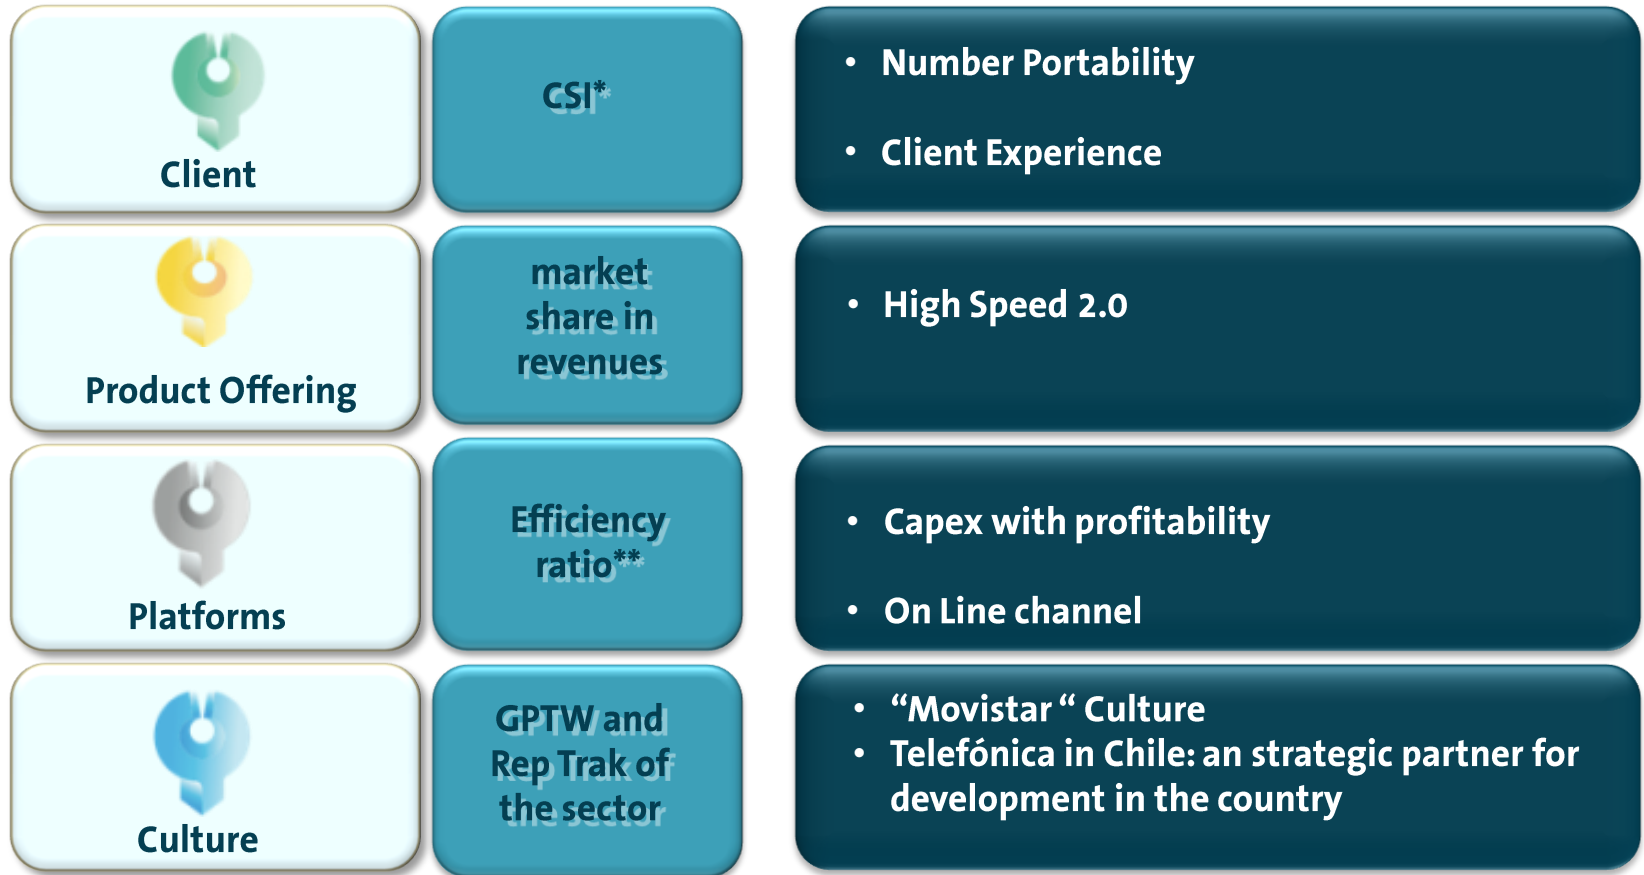 Client
CSI*
• Number Portability
• Client Experience
Product Offering
market
share in
revenues
• High Speed 2.0
Platforms
Efficiency
ratio**
• Capex with profitability
• On Line channel
Culture
GPTW and
Rep Trak of
the sector
• “Movistar “ Culture
• Telefónica in Chile: an strategic partner for
development in the country